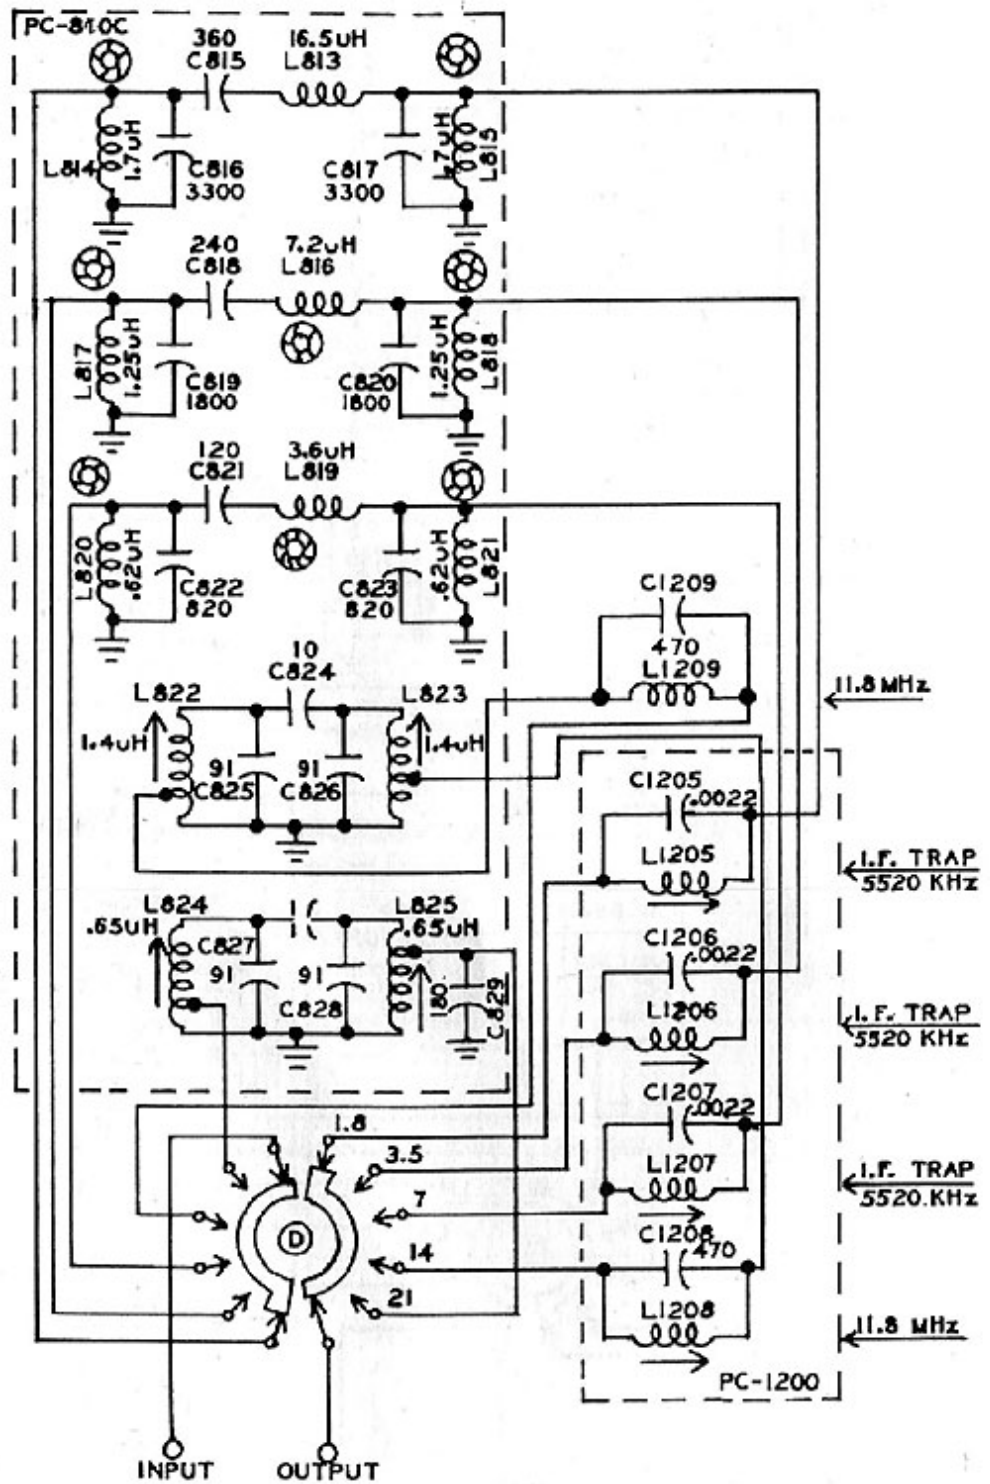 PC-810C
360
C815
16.5uH
L813
L814
1.7uH
C816
3300
C817
3300
1.7uH
L815
240
C818
7.2uH
L816
L817
1.25uH
C819
1800
C820
1800
1.25uH
L818
120
C821
3.6uH
L819
L820
.62uH
C822
820
C823
820
.62uH
L821
C1209
470
L1209
11.8 MHz
10
C824
L822
L823
1.4uH
1.4uH
91
C825
91
C826
C1205
.0022
L1205
I.F. TRAP
5520 KHz
L824
.65uH
L825
.65uH
C827
91
91
C828
180
C829
C1206
.0022
L1206
I.F. TRAP
5520 KHz
C1207
.0022
L1207
I.F. TRAP
5520 KHz
1.8
3.5
7
14
21
D
C1208
470
L1208
11.8 MHz
PC-1200
INPUT
OUTPUT